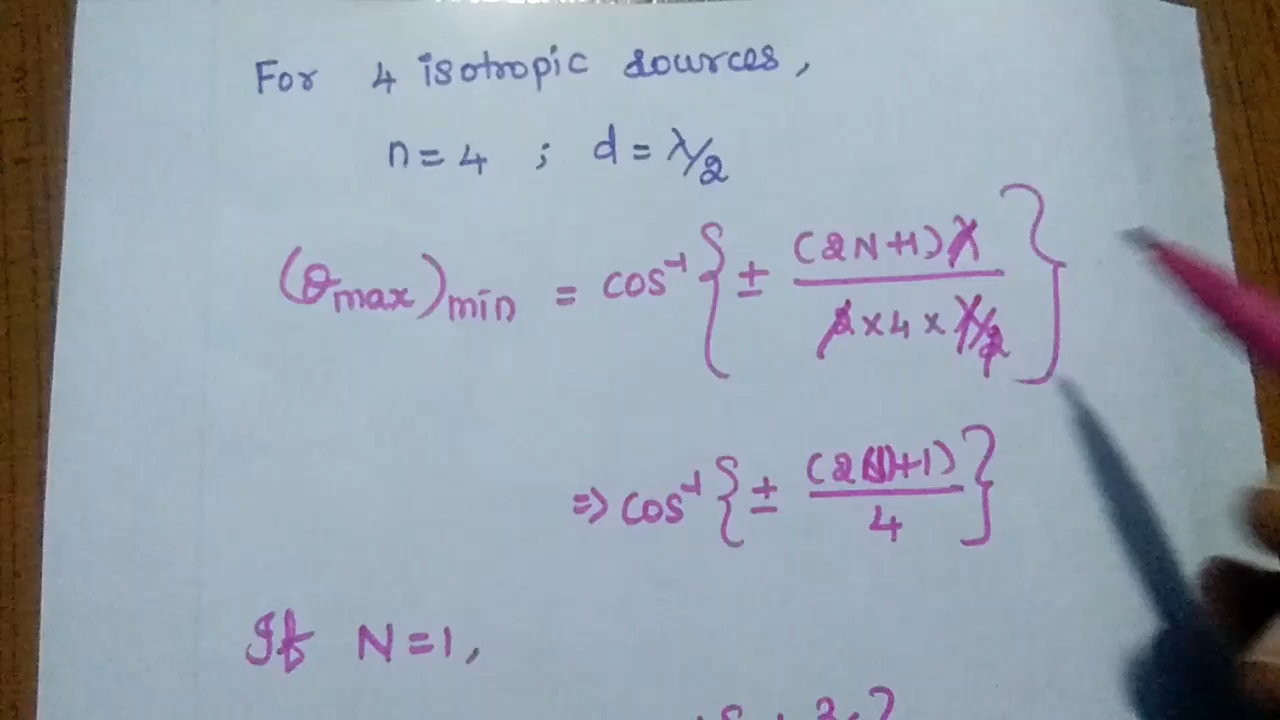 For 4 isotropic sources,
n = 4 ; d = λ/2
(θmax)min = cos⁻¹ { ± (2N+1)λ / 2 × 4 × λ/2 }
⇒ cos⁻¹ { ± (2N+1) / 4 }
If N=1,